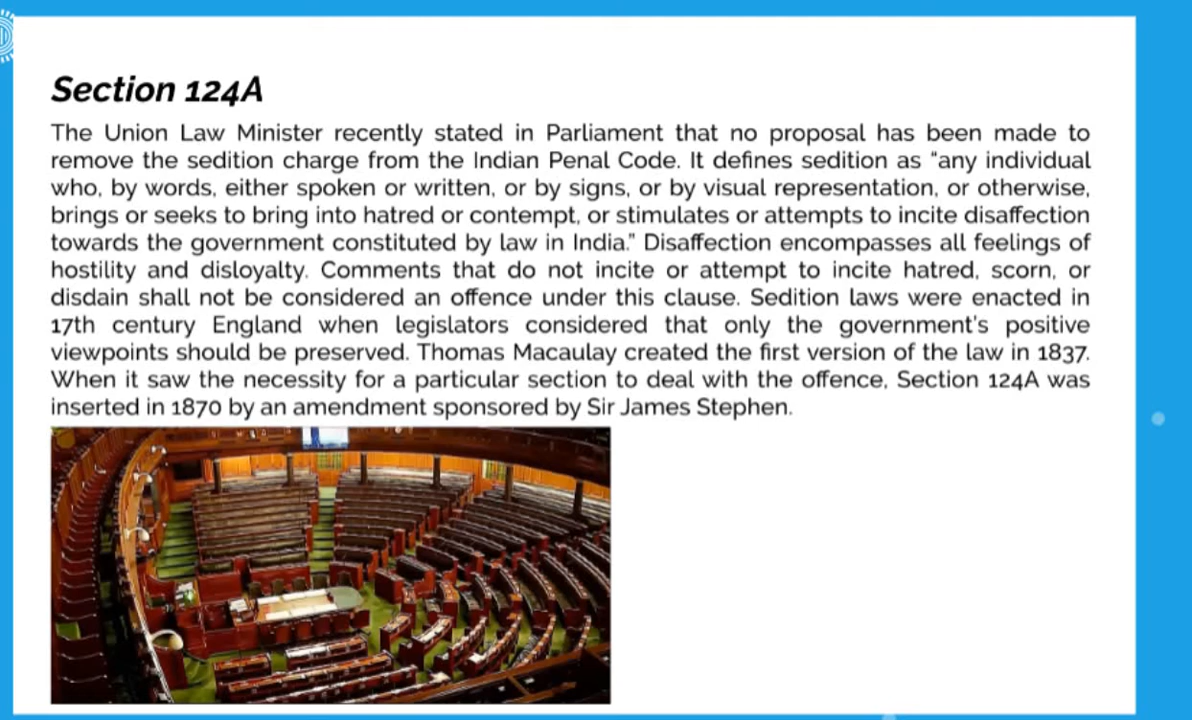 Section 124A
The Union Law Minister recently stated in Parliament that no proposal has been made to
remove the sedition charge from the Indian Penal Code. It defines sedition as “any individual
who, by words, either spoken or written, or by signs, or by visual representation, or otherwise,
brings or seeks to bring into hatred or contempt, or stimulates or attempts to incite disaffection
towards the government constituted by law in India.” Disaffection encompasses all feelings of
hostility and disloyalty. Comments that do not incite or attempt to incite hatred, scorn, or
disdain shall not be considered an offence under this clause. Sedition laws were enacted in
17th century England when legislators considered that only the government's positive
viewpoints should be preserved. Thomas Macaulay created the first version of the law in 1837.
When it saw the necessity for a particular section to deal with the offence, Section 124A was
inserted in 1870 by an amendment sponsored by Sir James Stephen.